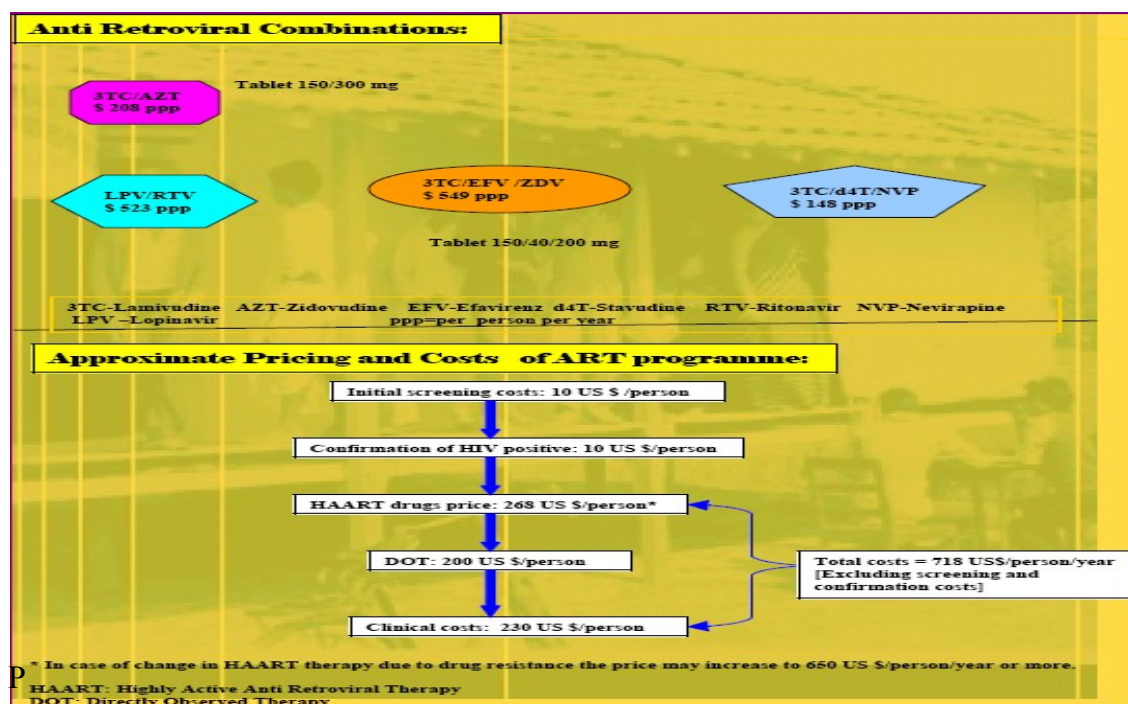 Anti Retroviral Combinations:
3TC/AZT
$ 208 ppp
Tablet 150/300 mg
LPV/RTV
$ 523 ppp
3TC/EFV /ZDV
$ 549 ppp
3TC/d4T/NVP
$ 148 ppp
Tablet 150/40/200 mg
3TC-Lamivudine AZT-Zidovudine EFV-Efavirenz d4T-Stavudine RTV-Ritonavir NVP-Nevirapine
LPV –Lopinavir ppp=per person per year
Approximate Pricing and Costs of ART programme:
Initial screening costs: 10 US $ /person
Confirmation of HIV positive: 10 US $/person
HAART drugs price: 268 US $/person*
DOT: 200 US $/person
Total costs = 718 US$/person/year
[Excluding screening and
confirmation costs]
Clinical costs: 230 US $/person
* In case of change in HAART therapy due to drug resistance the price may increase to 650 US $/person/year or more.
P
HAART: Highly Active Anti Retroviral Therapy
DOT: Directly Observed Therapy